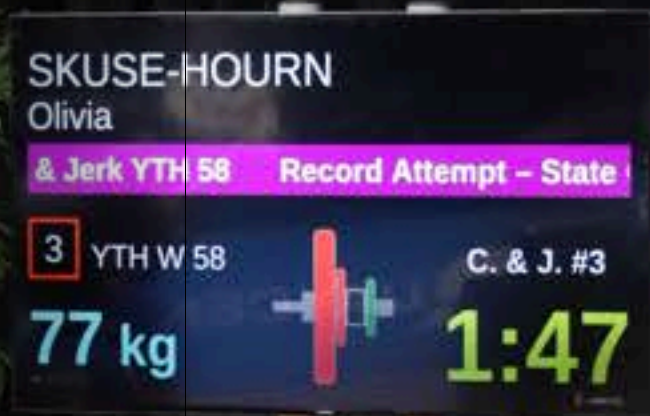 SKUSE-HOURN
Olivia
& Jerk YTH 58 Record Attempt – State
3 YTH W 58 C. & J. #3
77 kg 1:47